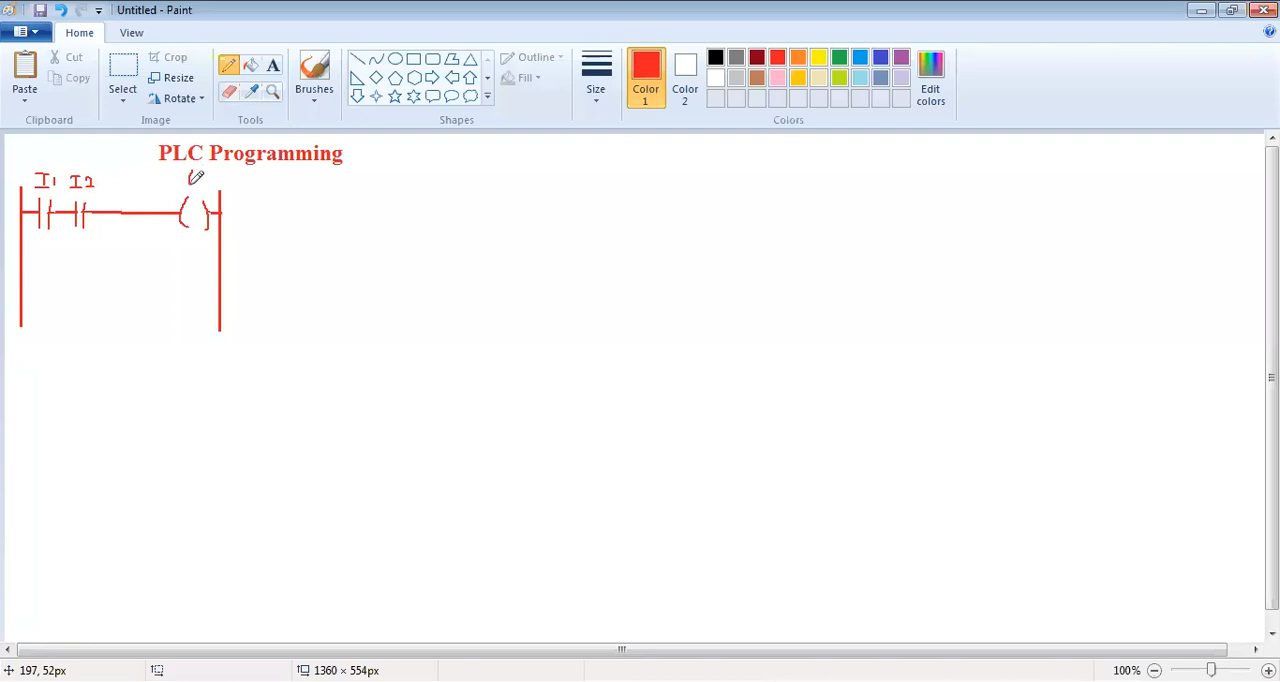 Untitled - Paint
Home View
Paste
Cut
Copy
Clipboard
Select
Crop
Resize
Rotate
Image
A
Tools
Brushes
Outline
Fill
Shapes
Size
Color 1
Color 2
Edit colors
Colors
PLC Programming
I1 I2
197, 52px
1360 × 554px
100%